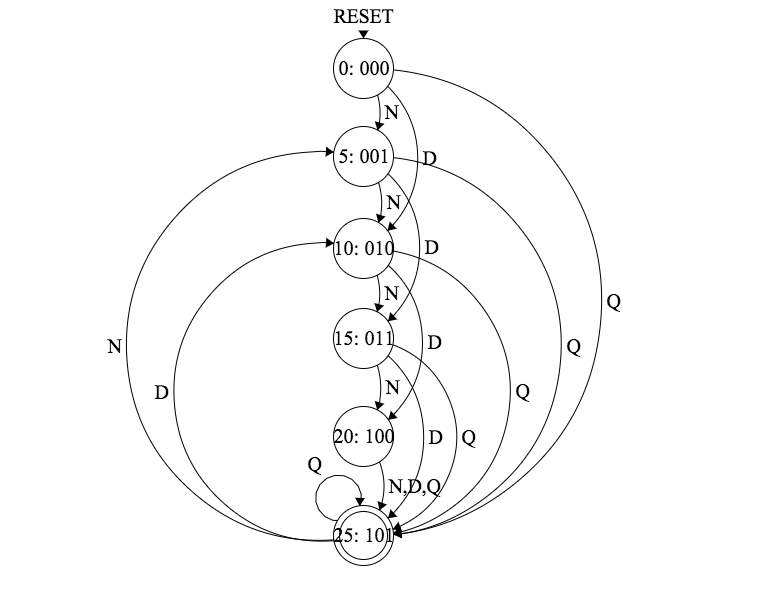 RESET
0: 000
N
5: 001
D
N
10: 010
D
N
Q
15: 011
N
D
Q
D
N
Q
20: 100
D
Q
Q
N,D,Q
25: 101